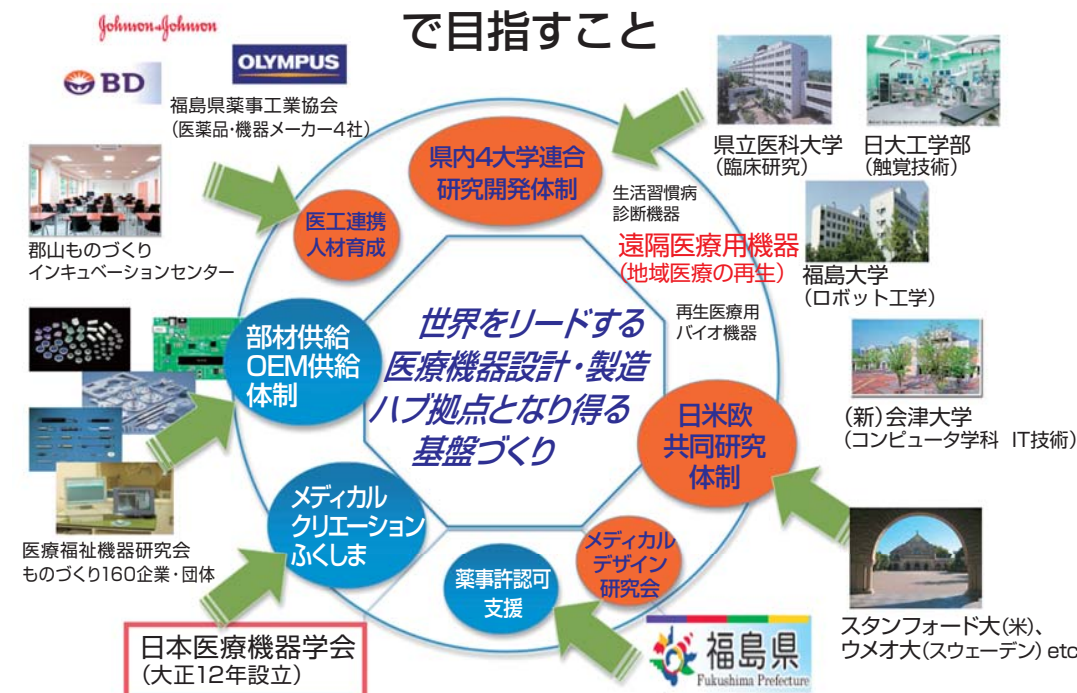 で目指すこと
Johnson&Johnson
BD
OLYMPUS
福島県薬事工業協会
（医薬品・機器メーカー4社）
郡山ものづくり
インキュベーションセンター
医工連携
人材育成
県内4大学連合
研究開発体制
県立医科大学
（臨床研究）
日大工学部
（触覚技術）
生活習慣病
診断機器
遠隔医療用機器
（地域医療の再生）
福島大学
（ロボット工学）
再生医療用
バイオ機器
部材供給
OEM供給
体制
世界をリードする
医療機器設計・製造
ハブ拠点となり得る
基盤づくり
（新）会津大学
（コンピュータ学科 IT技術）
日米欧
共同研究
体制
メディカル
クリエーション
ふくしま
医療福祉機器研究会
ものづくり160企業・団体
薬事許認可
支援
メディカル
デザイン
研究会
日本医療機器学会
（大正12年設立）
福島県
Fukushima Prefecture
スタンフォード大（米）、
ウメオ大（スウェーデン） etc